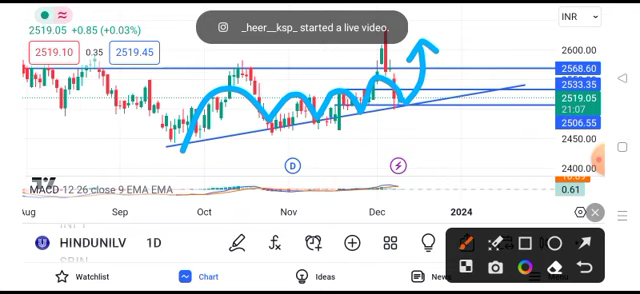 2519.05 +0.85 (+0.03%)
_heer__ksp_ started a live video.
INR
2519.10 0.35 2519.45
2600.00
2568.60
2533.35
2519.05
21:07
2506.55
2450.00
2400.00
D
MACD 12 26 close 9 EMA EMA
0.61
Aug Sep Oct Nov Dec 2024
U HINDUNILV 1D
Watchlist Chart Ideas News Menu